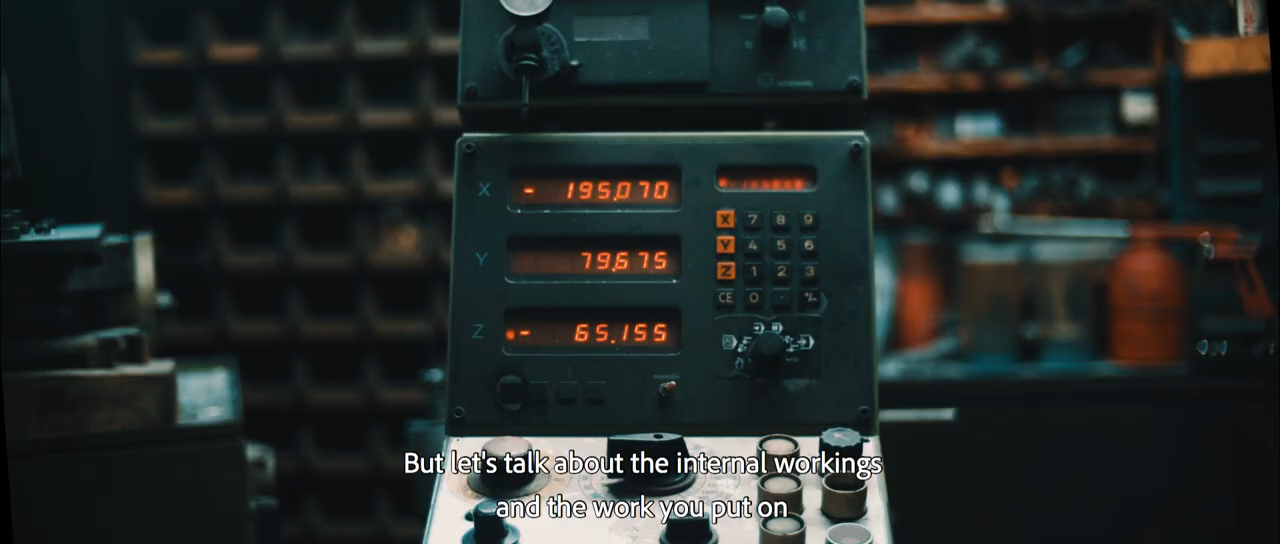 X - 195.070
Y 79.675
Z - 65.155
X 7 8 9
Y 4 5 6
Z 1 2 3
CE 0 · +/-
But let's talk about the internal workings
and the work you put on